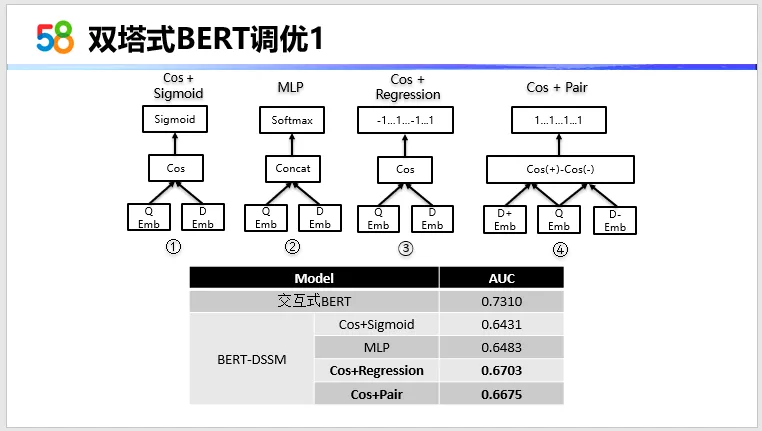 58 双塔式BERT调优1
Cos +
Sigmoid
Sigmoid
Cos
Q
Emb
D
Emb
①
MLP
Softmax
Concat
Q
Emb
D
Emb
②
Cos +
Regression
-1...1...-1...1
Cos
Q
Emb
D
Emb
③
Cos + Pair
1...1...1...1
Cos(+)-Cos(-)
D+
Emb
Q
Emb
D-
Emb
④
Model AUC
交互式BERT 0.7310
BERT-DSSM
Cos+Sigmoid 0.6431
MLP 0.6483
Cos+Regression 0.6703
Cos+Pair 0.6675